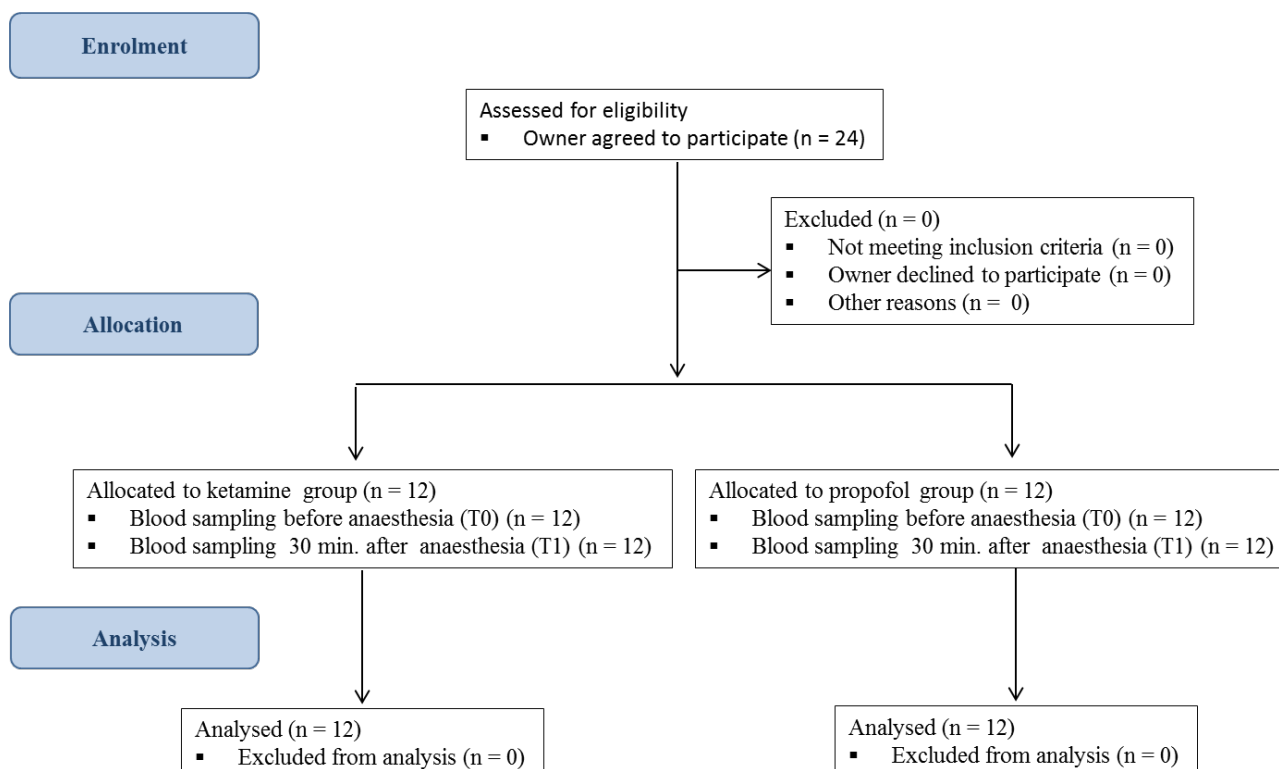 Enrolment
Assessed for eligibility
▪ Owner agreed to participate (n = 24)
Excluded (n = 0)
▪ Not meeting inclusion criteria (n = 0)
▪ Owner declined to participate (n = 0)
▪ Other reasons (n =  0)
Allocation
Allocated to ketamine group (n = 12)
▪ Blood sampling before anaesthesia (T0) (n = 12)
▪ Blood sampling 30 min. after anaesthesia (T1) (n = 12)
Allocated to propofol group (n = 12)
▪ Blood sampling before anaesthesia (T0) (n = 12)
▪ Blood sampling 30 min. after anaesthesia (T1) (n = 12)
Analysis
Analysed (n = 12)
▪ Excluded from analysis (n = 0)
Analysed (n = 12)
▪ Excluded from analysis (n = 0)